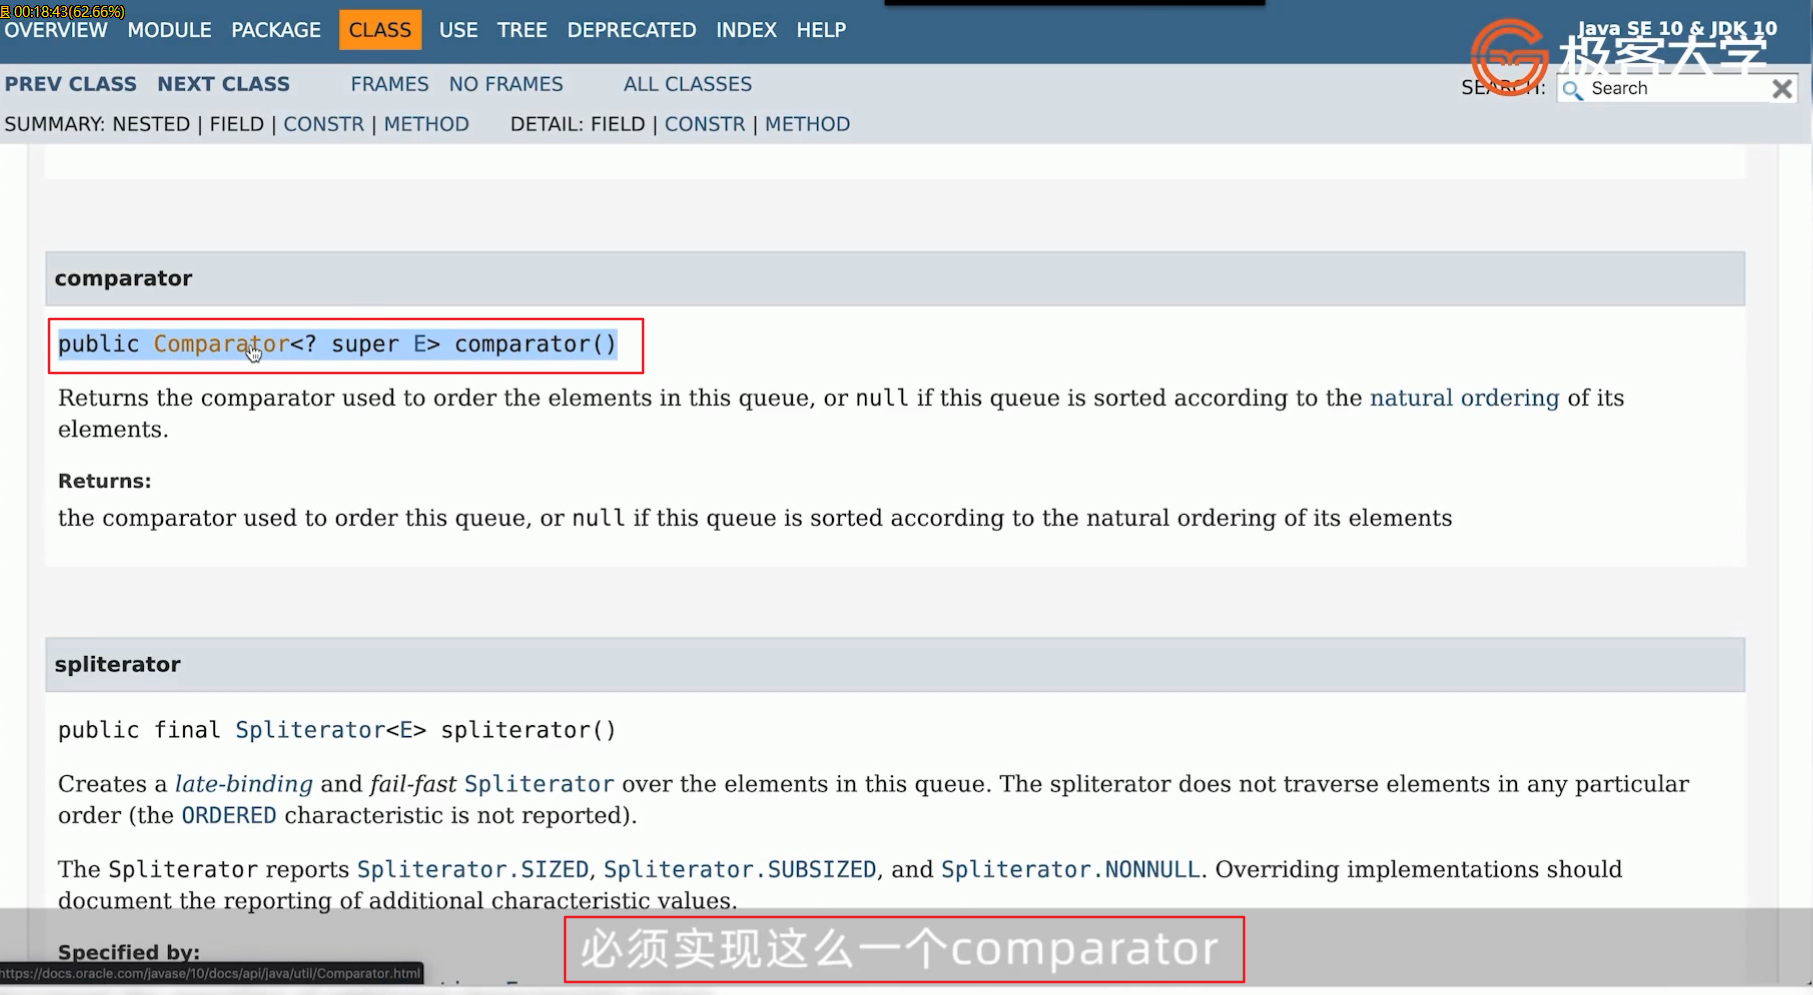 00:18:43(62.66%)
OVERVIEW MODULE PACKAGE CLASS USE TREE DEPRECATED INDEX HELP
Java SE 10 & JDK 10
极客大学
PREV CLASS NEXT CLASS FRAMES NO FRAMES ALL CLASSES
SEARCH: Search
SUMMARY: NESTED | FIELD | CONSTR | METHOD DETAIL: FIELD | CONSTR | METHOD
comparator
public Comparator<? super E> comparator()
Returns the comparator used to order the elements in this queue, or null if this queue is sorted according to the natural ordering of its
elements.
Returns:
the comparator used to order this queue, or null if this queue is sorted according to the natural ordering of its elements
spliterator
public final Spliterator<E> spliterator()
Creates a late-binding and fail-fast Spliterator over the elements in this queue. The spliterator does not traverse elements in any particular
order (the ORDERED characteristic is not reported).
The Spliterator reports Spliterator.SIZED, Spliterator.SUBSIZED, and Spliterator.NONNULL. Overriding implementations should
document the reporting of additional characteristic values.
Specified by:
必须实现这么一个comparator
https://docs.oracle.com/javase/10/docs/api/java/util/Comparator.html